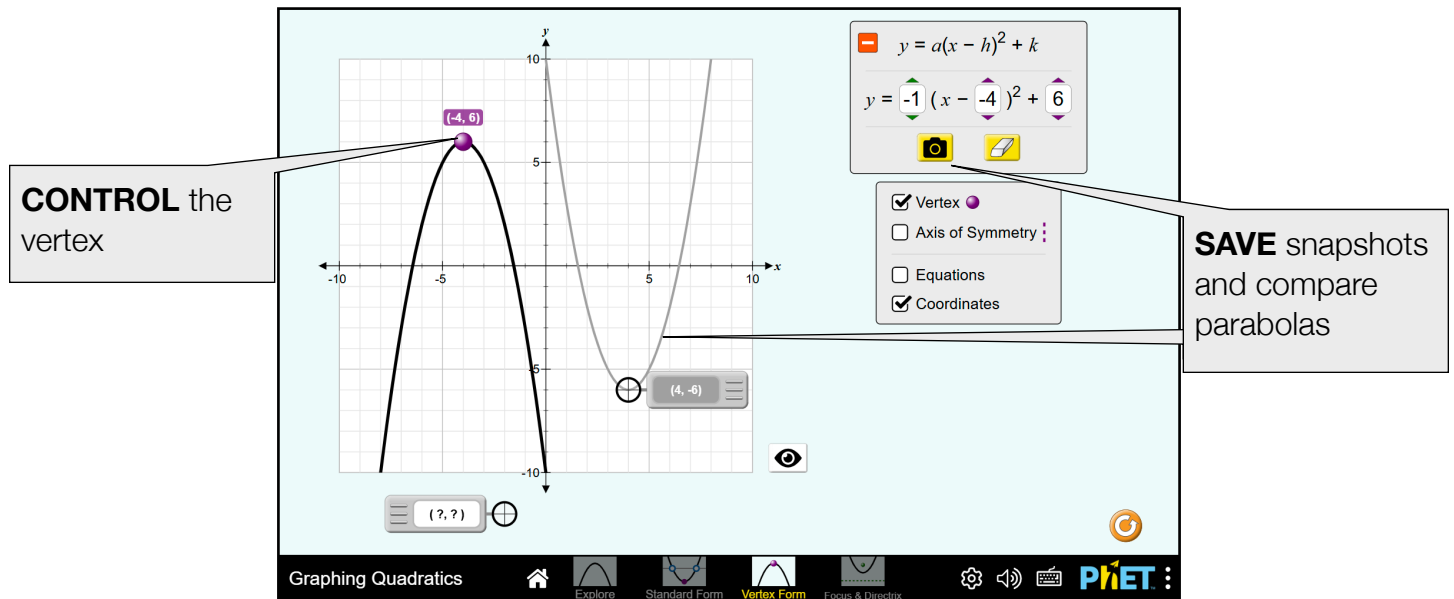 y
10
5
-5
-10
-10
-5
5
10
x
(-4, 6)
(4, -6)
( ?, ? )
y = a(x − h)² + k
y = -1 ( x − -4 )² + 6
Vertex
Axis of Symmetry
Equations
Coordinates
CONTROL the
vertex
SAVE snapshots
and compare
parabolas
Graphing Quadratics
Explore
Standard Form
Vertex Form
Focus & Directrix
PhET